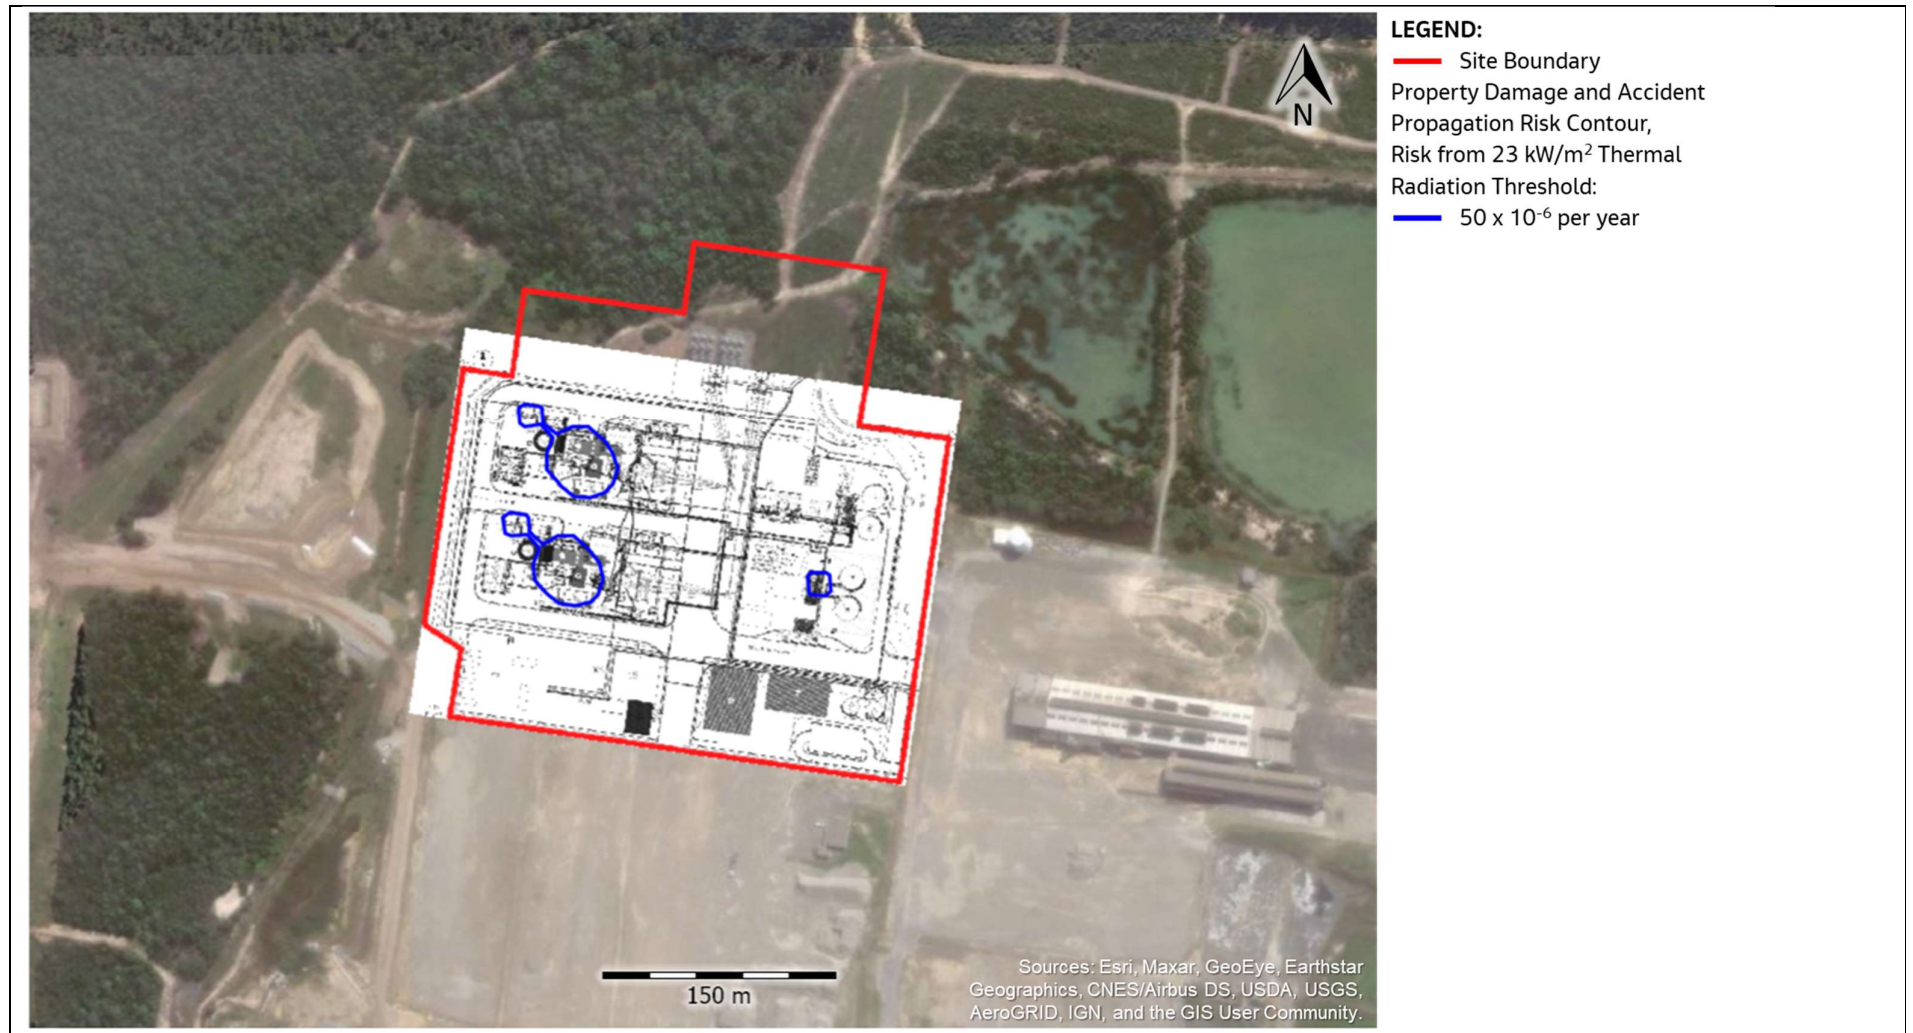 LEGEND:
Site Boundary
Property Damage and Accident
Propagation Risk Contour,
Risk from 23 kW/m² Thermal
Radiation Threshold:
50 x 10⁻⁶ per year
N
1
150 m
Sources: Esri, Maxar, GeoEye, Earthstar
Geographics, CNES/Airbus DS, USDA, USGS,
AeroGRID, IGN, and the GIS User Community.